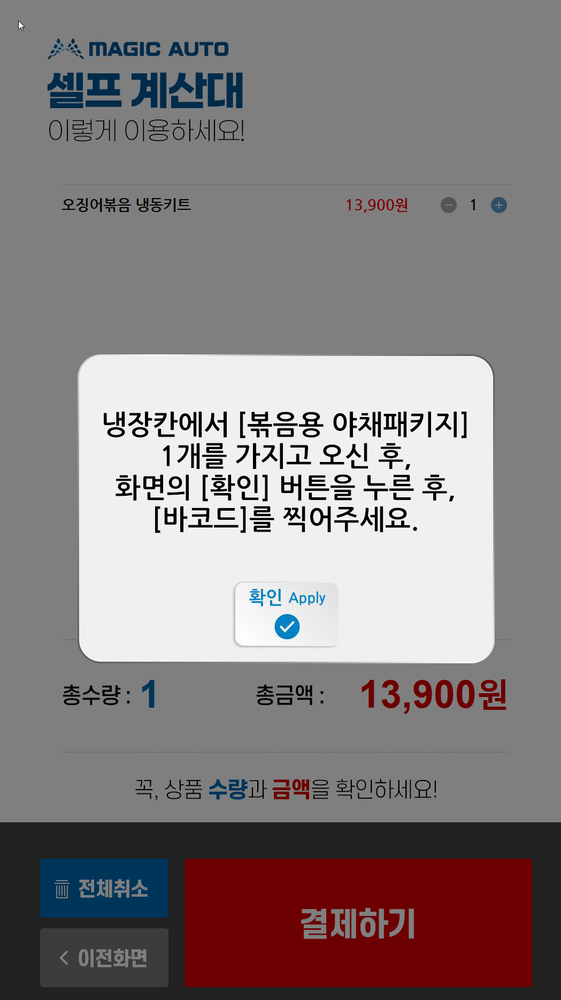 MAGIC AUTO
셀프 계산대
이렇게 이용하세요!
오징어볶음 냉동키트 13,900원 1
냉장칸에서 [볶음용 야채패키지]
1개를 가지고 오신 후,
화면의 [확인] 버튼을 누른 후,
[바코드]를 찍어주세요.
확인 Apply
총수량 : 1 총금액 : 13,900원
꼭, 상품 수량과 금액을 확인하세요!
전체취소
결제하기
이전화면